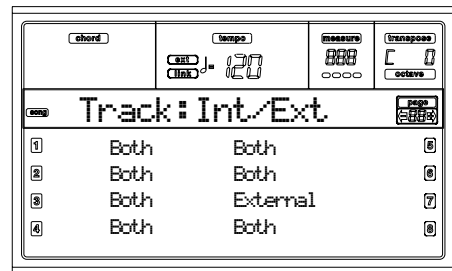 chord tempo measure transpose
ext link ♩= 120 888 C 0
octave
song Track:Int/Ext page 88
1 Both Both 5
2 Both Both 6
3 Both External 7
4 Both Both 8